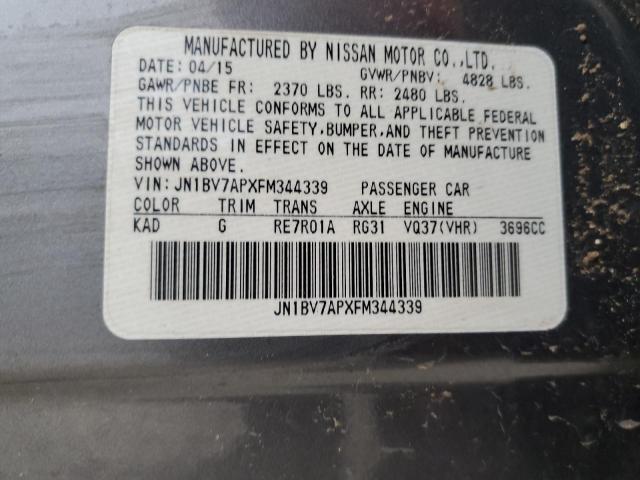 MANUFACTURED BY NISSAN MOTOR CO.,LTD.
DATE: 04/15 GVWR/PNBV: 4828 LBS.
GAWR/PNBE FR: 2370 LBS. RR: 2480 LBS.
THIS VEHICLE CONFORMS TO ALL APPLICABLE FEDERAL
MOTOR VEHICLE SAFETY,BUMPER,AND THEFT PREVENTION
STANDARDS IN EFFECT ON THE DATE OF MANUFACTURE
SHOWN ABOVE.
VIN: JN1BV7APXFM344339 PASSENGER CAR
COLOR TRIM TRANS AXLE ENGINE
KAD G RE7R01A RG31 VQ37(VHR) 3696CC
JN1BV7APXFM344339